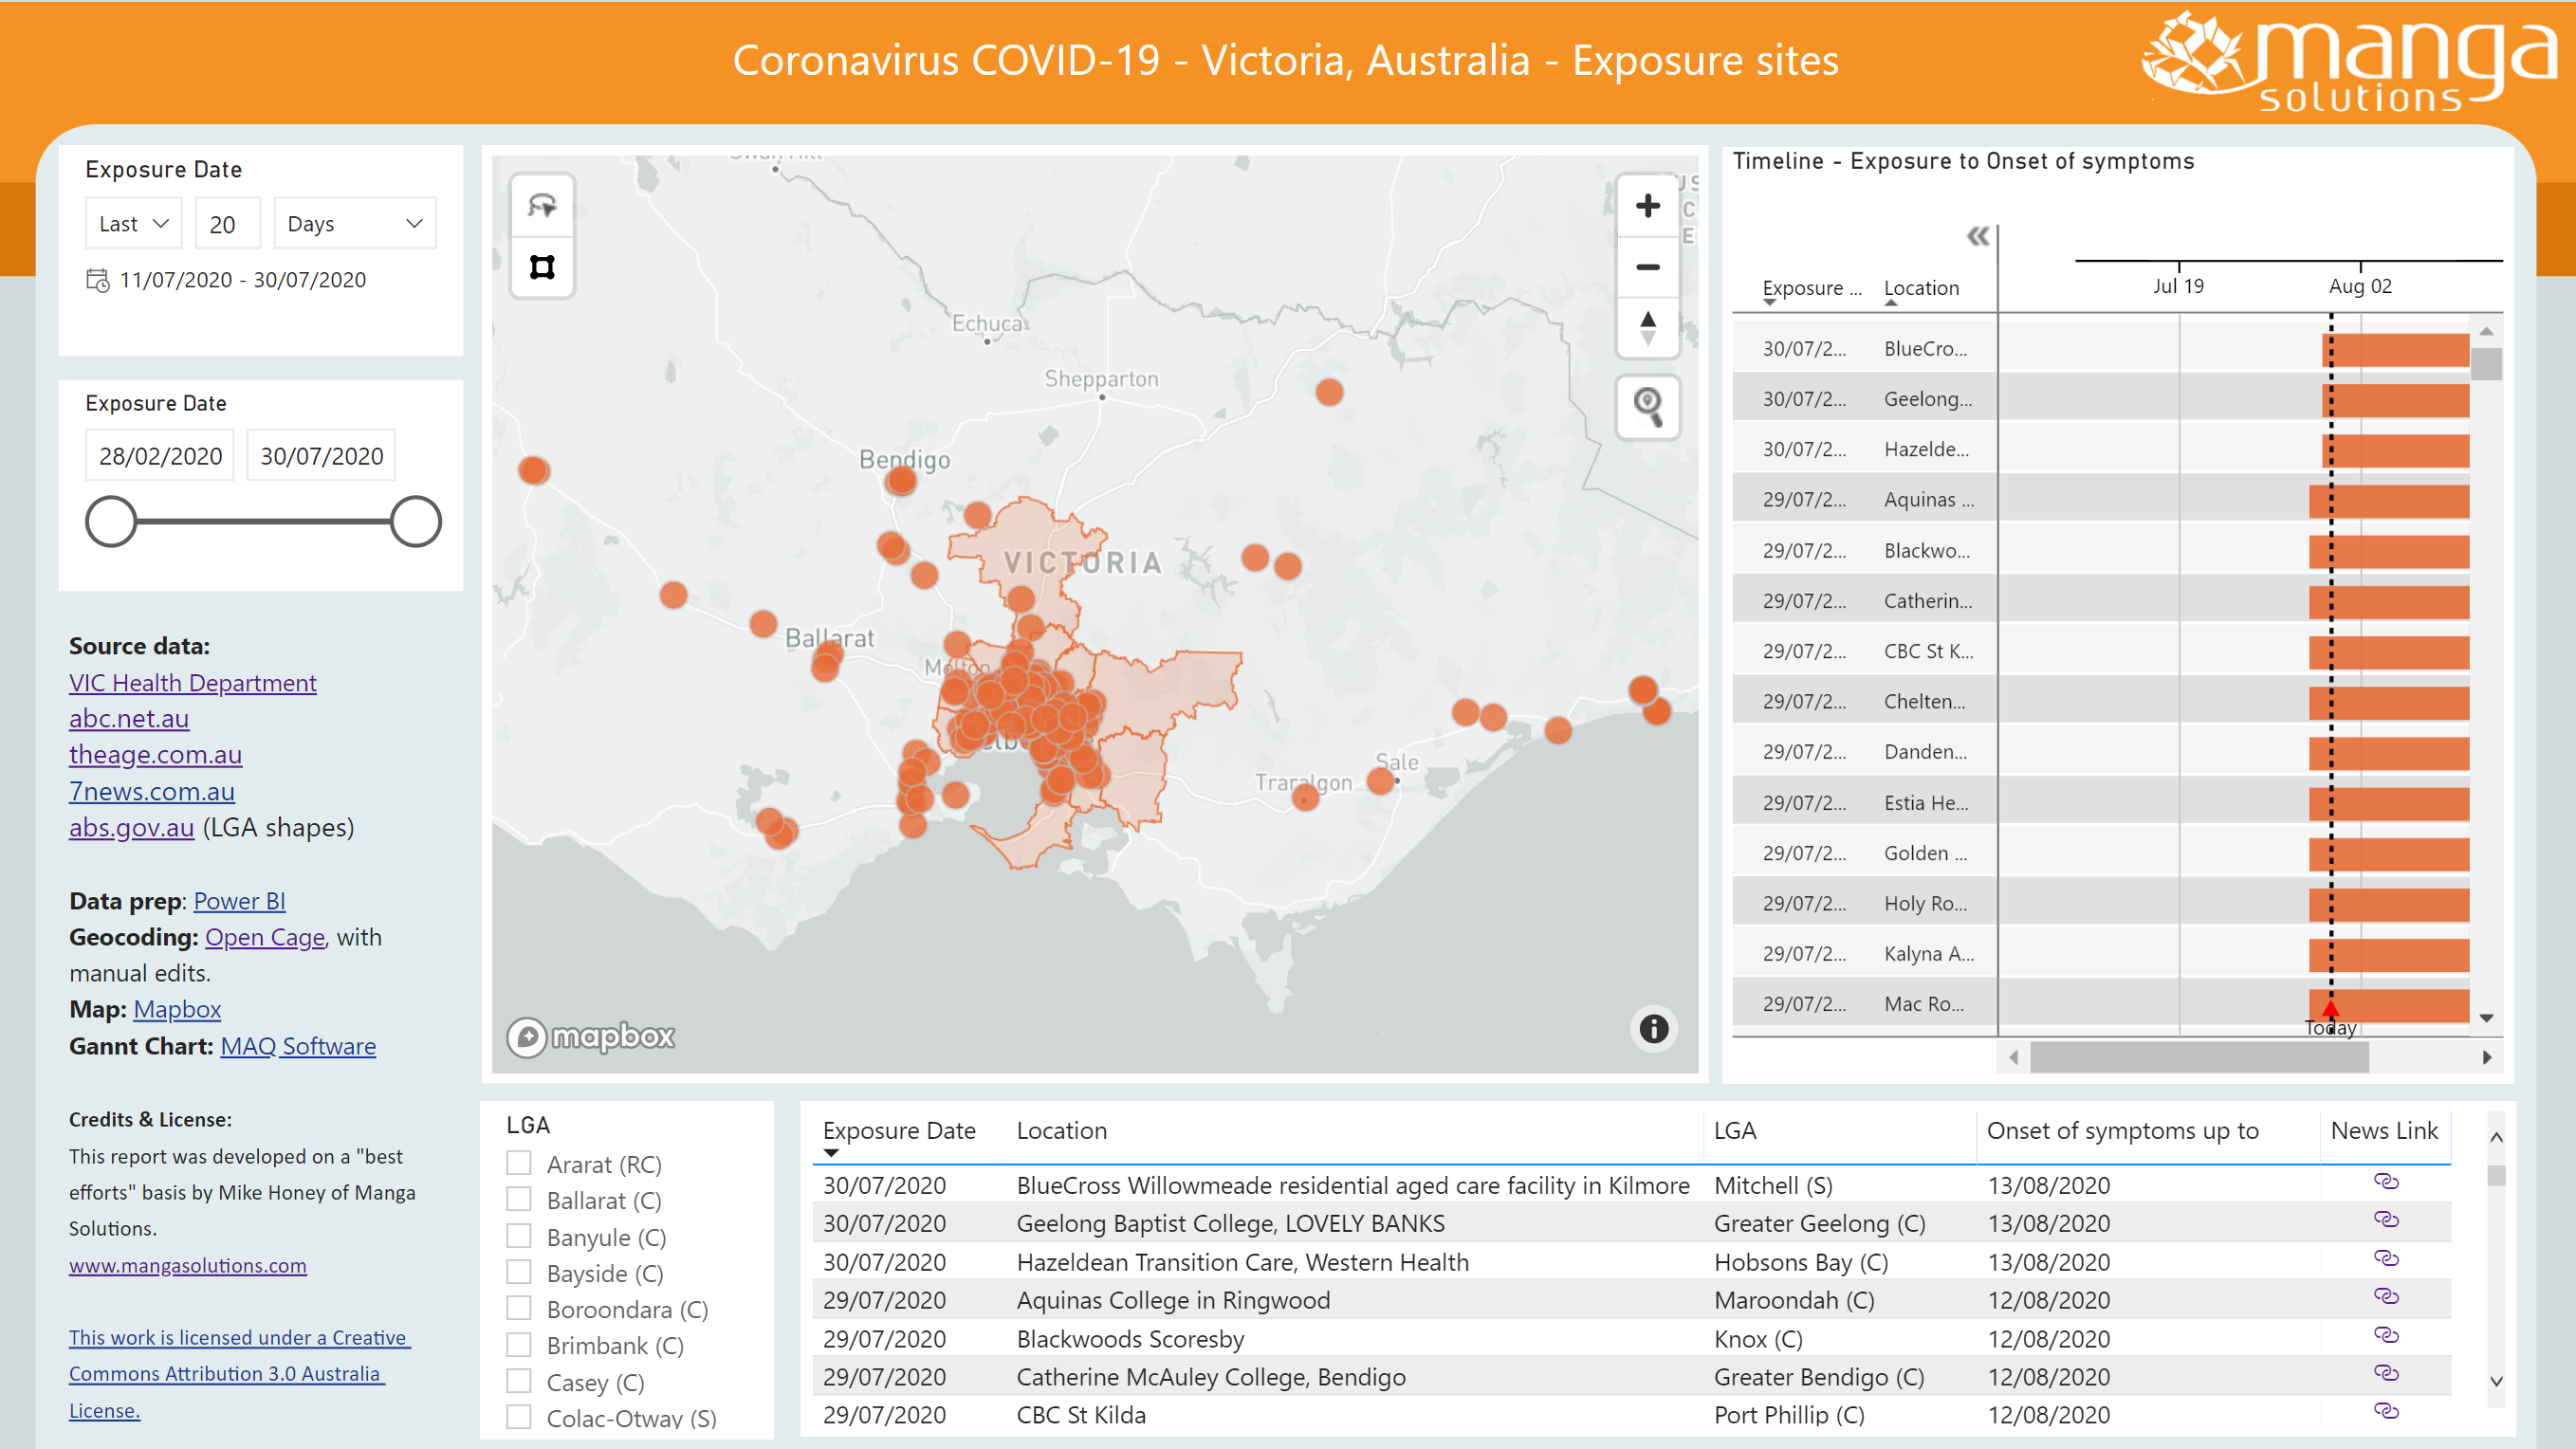 Coronavirus COVID-19 - Victoria, Australia - Exposure sites
manga
solutions
Exposure Date
Last 20 Days
11/07/2020 - 30/07/2020
Exposure Date
28/02/2020 30/07/2020
Source data:
VIC Health Department
abc.net.au
theage.com.au
7news.com.au
abs.gov.au (LGA shapes)
Data prep: Power BI
Geocoding: Open Cage, with
manual edits.
Map: Mapbox
Gannt Chart: MAQ Software
Credits & License:
This report was developed on a "best
efforts" basis by Mike Honey of Manga
Solutions.
www.mangasolutions.com
This work is licensed under a Creative
Commons Attribution 3.0 Australia
License.
Echuca
Shepparton
Bendigo
VICTORIA
Ballarat
Melton
Sale
Traralgon
mapbox
Timeline - Exposure to Onset of symptoms
Jul 19 Aug 02
Exposure ... Location
30/07/2... BlueCro...
30/07/2... Geelong...
30/07/2... Hazelde...
29/07/2... Aquinas ...
29/07/2... Blackwo...
29/07/2... Catherin...
29/07/2... CBC St K...
29/07/2... Chelten...
29/07/2... Danden...
29/07/2... Estia He...
29/07/2... Golden ...
29/07/2... Holy Ro...
29/07/2... Kalyna A...
29/07/2... Mac Ro...
Today
LGA
Ararat (RC)
Ballarat (C)
Banyule (C)
Bayside (C)
Boroondara (C)
Brimbank (C)
Casey (C)
Colac-Otway (S)
Exposure Date Location LGA Onset of symptoms up to News Link
30/07/2020 BlueCross Willowmeade residential aged care facility in Kilmore Mitchell (S) 13/08/2020
30/07/2020 Geelong Baptist College, LOVELY BANKS Greater Geelong (C) 13/08/2020
30/07/2020 Hazeldean Transition Care, Western Health Hobsons Bay (C) 13/08/2020
29/07/2020 Aquinas College in Ringwood Maroondah (C) 12/08/2020
29/07/2020 Blackwoods Scoresby Knox (C) 12/08/2020
29/07/2020 Catherine McAuley College, Bendigo Greater Bendigo (C) 12/08/2020
29/07/2020 CBC St Kilda Port Phillip (C) 12/08/2020